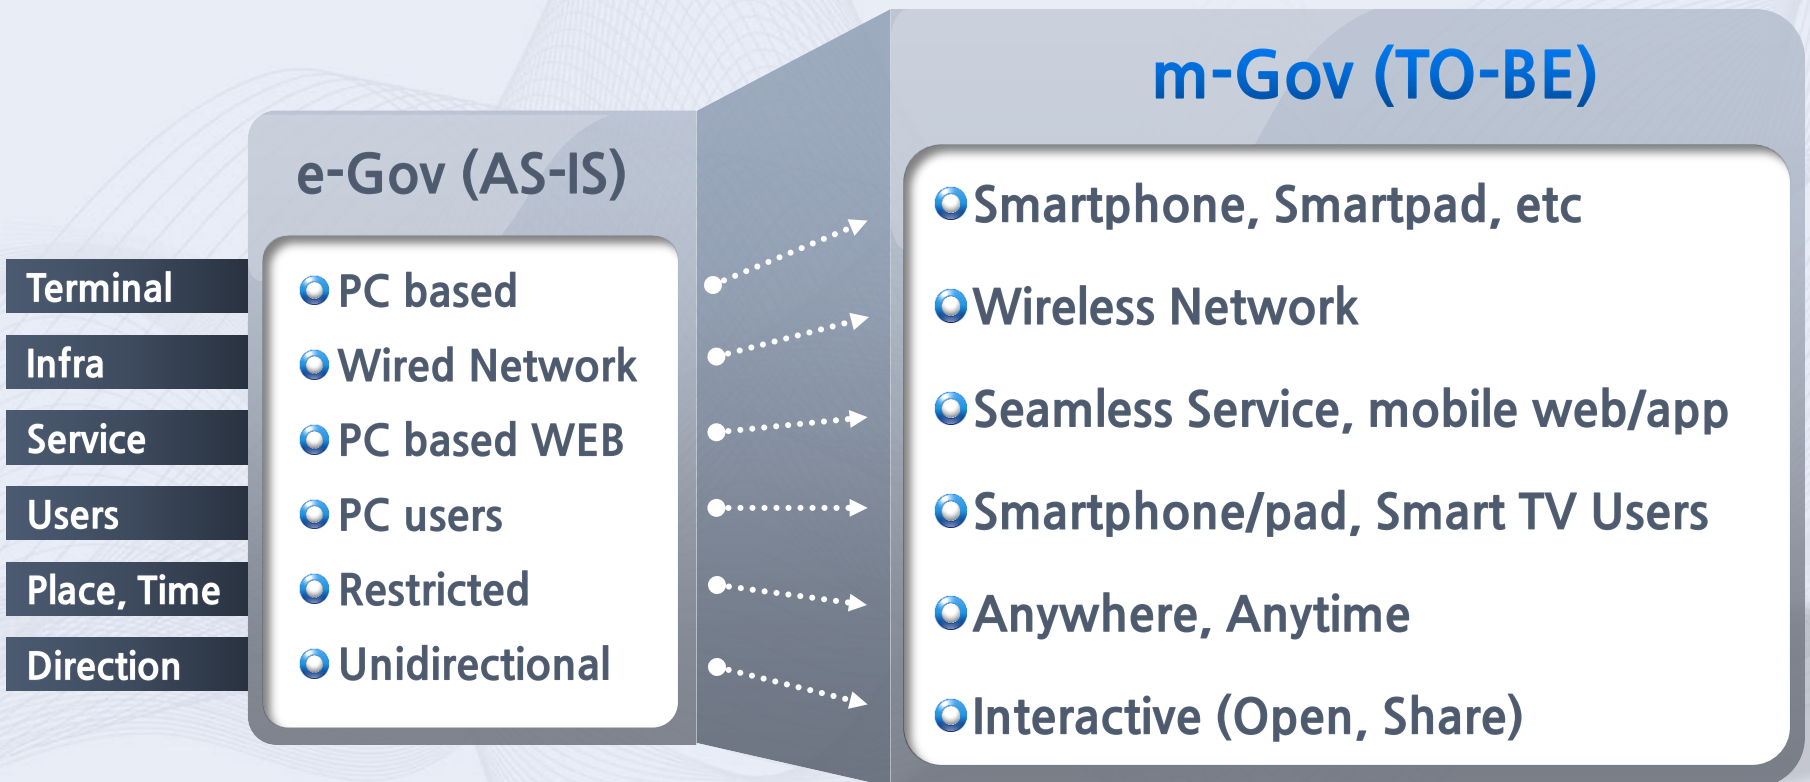 m-Gov (TO-BE)
e-Gov (AS-IS)
Terminal
PC based
Smartphone, Smartpad, etc
Infra
Wired Network
Wireless Network
Service
PC based WEB
Seamless Service, mobile web/app
Users
PC users
Smartphone/pad, Smart TV Users
Place, Time
Restricted
Anywhere, Anytime
Direction
Unidirectional
Interactive (Open, Share)